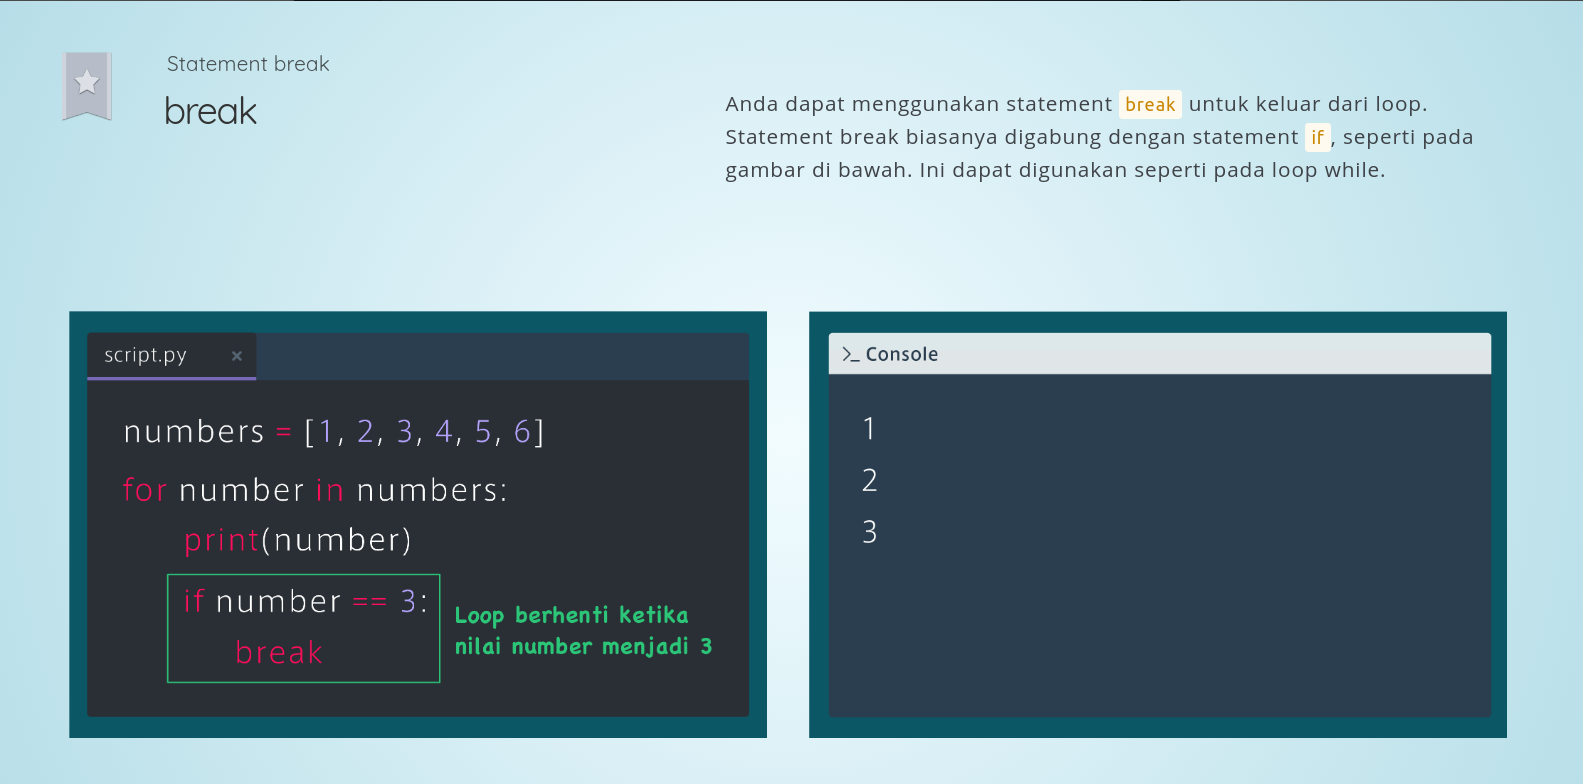 Statement break
break
Anda dapat menggunakan statement break untuk keluar dari loop.
Statement break biasanya digabung dengan statement if, seperti pada
gambar di bawah. Ini dapat digunakan seperti pada loop while.
script.py ×
numbers = [1, 2, 3, 4, 5, 6]
for number in numbers:
print(number)
if number == 3:
break
Loop berhenti ketika
nilai number menjadi 3
>_ Console
1
2
3